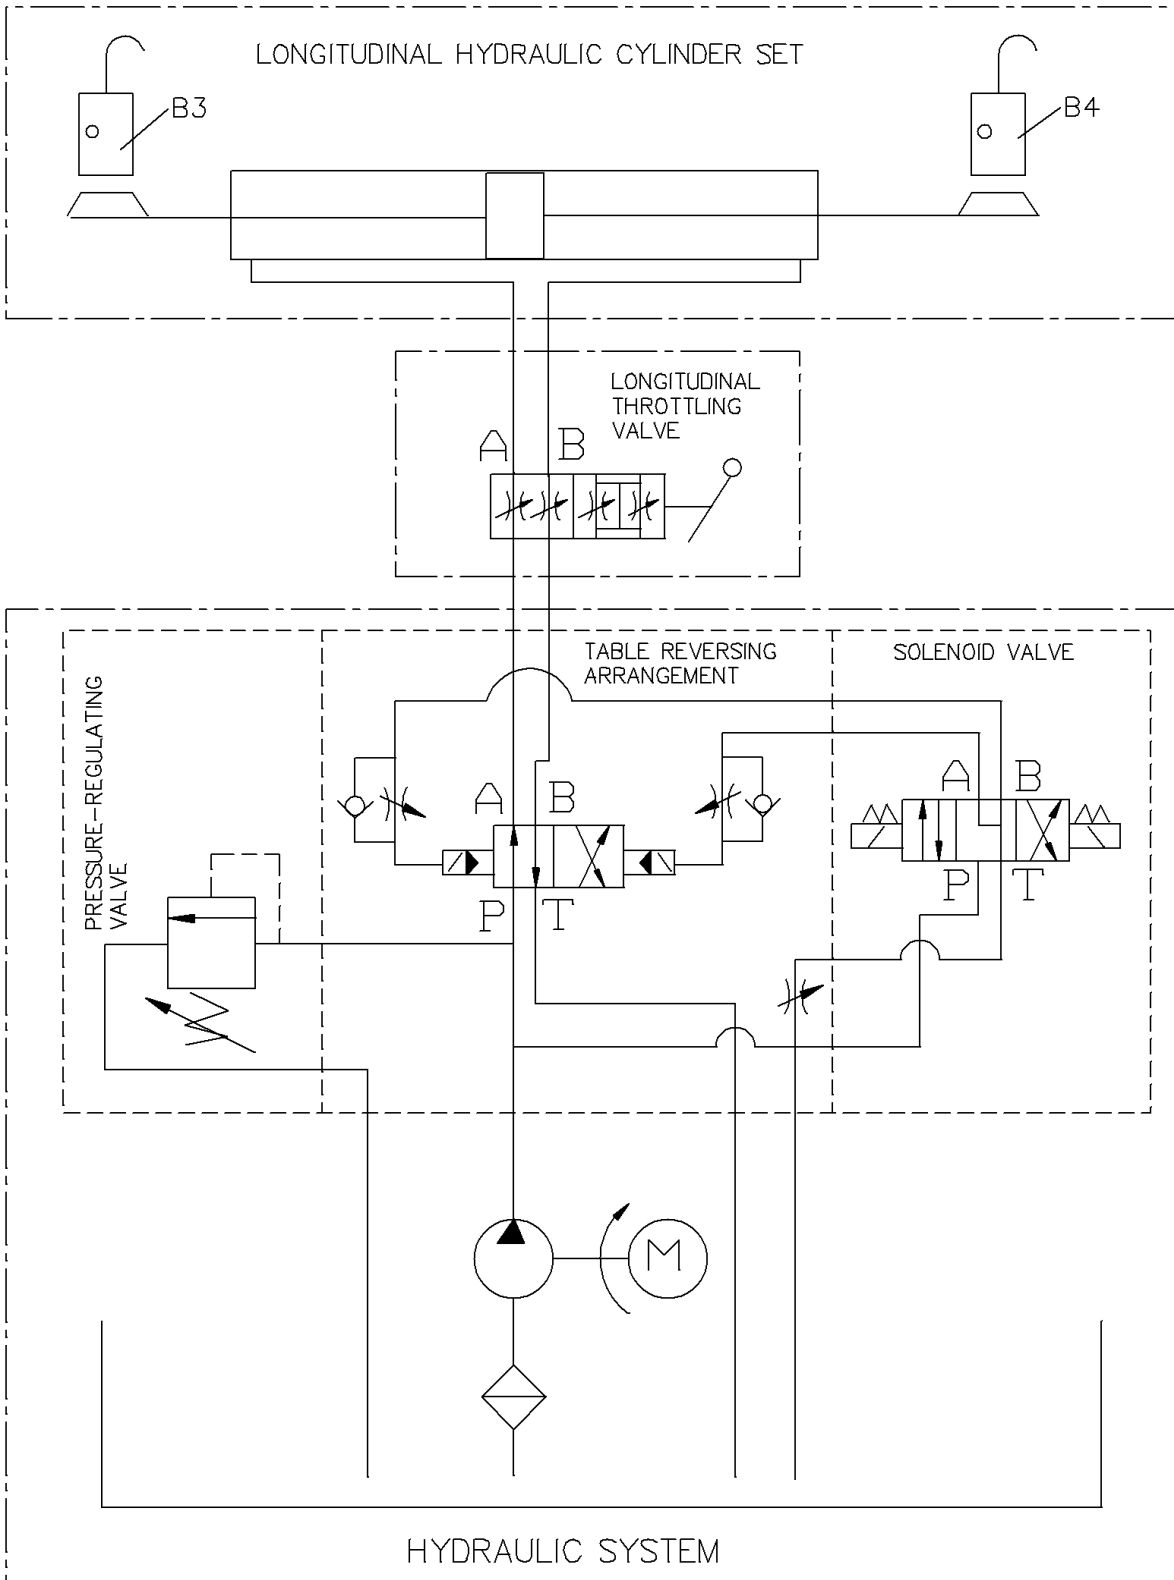 LONGITUDINAL HYDRAULIC CYLINDER SET
B3
B4
LONGITUDINAL
THROTTLING
VALVE
A B
TABLE REVERSING
ARRANGEMENT
SOLENOID VALVE
PRESSURE-REGULATING
VALVE
A B
A B
P T
P T
M
HYDRAULIC SYSTEM